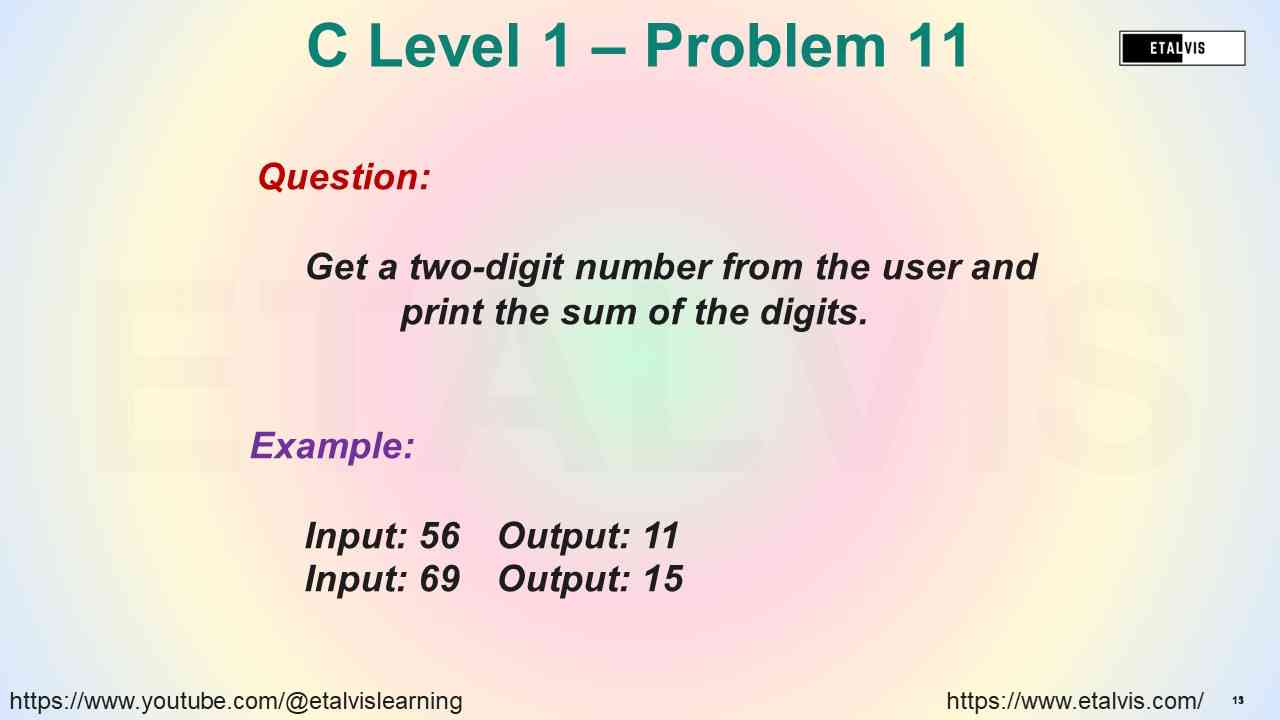 C Level 1 – Problem 11
ETALVIS
Question:
Get a two-digit number from the user and
print the sum of the digits.
ETALVIS
Example:
Input: 56 Output: 11
Input: 69 Output: 15
https://www.youtube.com/@etalvislearning
https://www.etalvis.com/